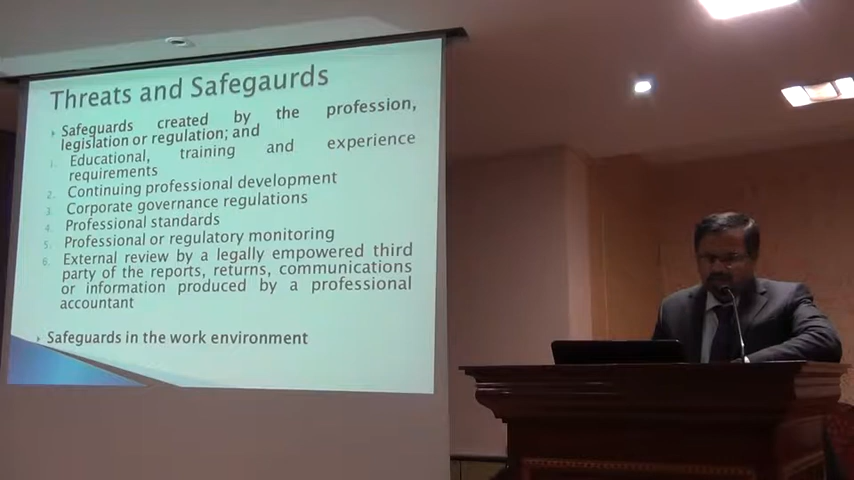 Threats and Safegaurds
Safeguards created by the profession,
legislation or regulation; and
1. Educational, training and experience
requirements
2. Continuing professional development
3. Corporate governance regulations
4. Professional standards
5. Professional or regulatory monitoring
6. External review by a legally empowered third
party of the reports, returns, communications
or information produced by a professional
accountant
Safeguards in the work environment